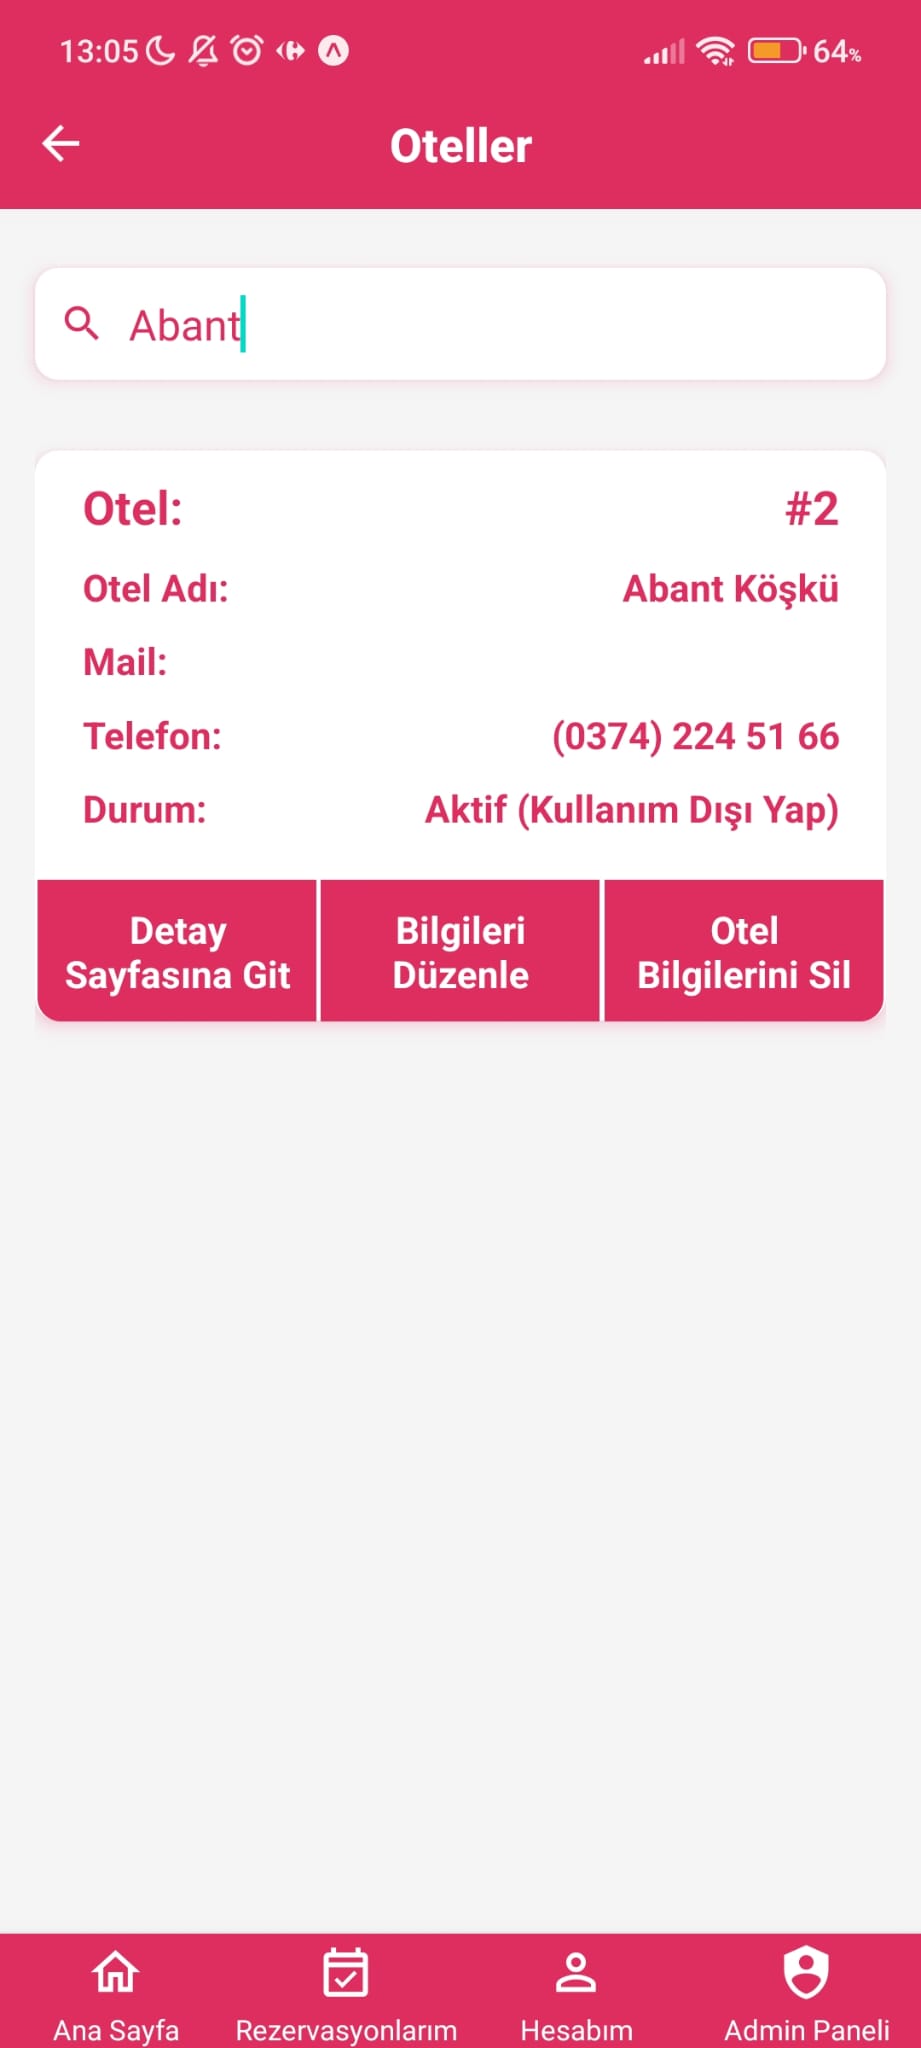 13:05 64%
Oteller
Abant
Otel: #2
Otel Adı: Abant Köşkü
Mail:
Telefon: (0374) 224 51 66
Durum: Aktif (Kullanım Dışı Yap)
Detay
Sayfasına Git
Bilgileri
Düzenle
Otel
Bilgilerini Sil
Ana Sayfa
Rezervasyonlarım
Hesabım
Admin Paneli